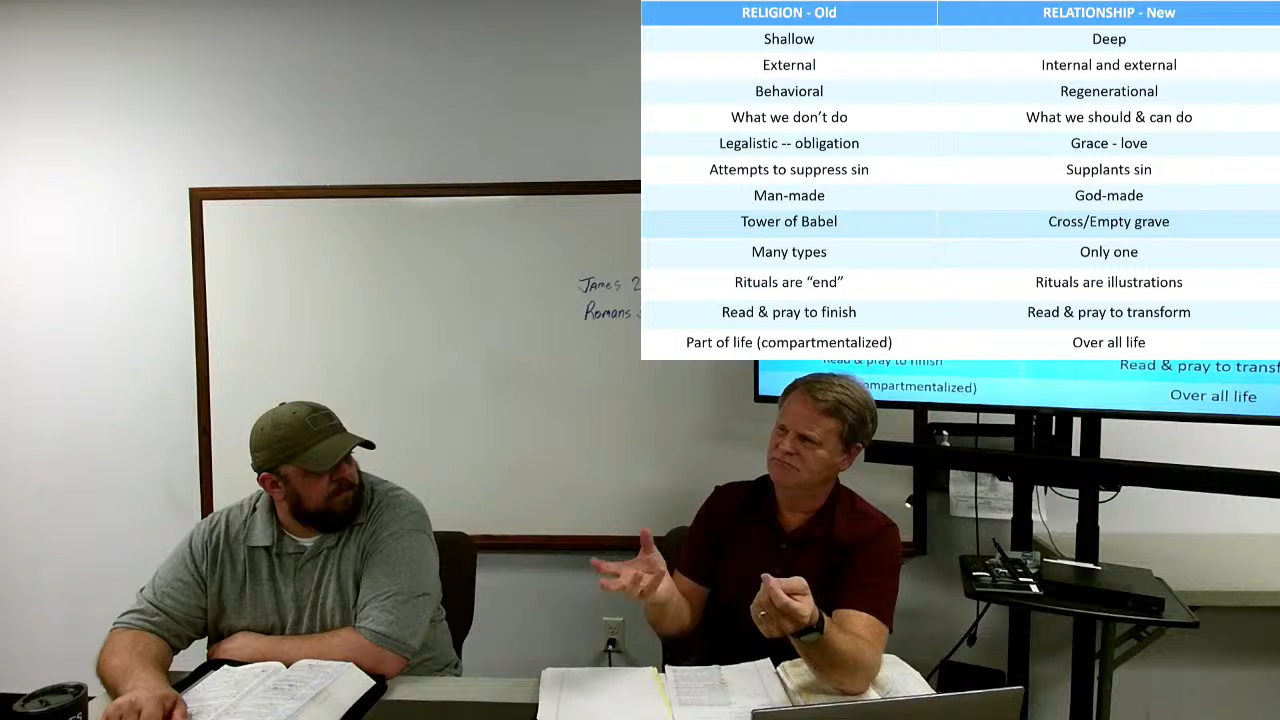 RELIGION - Old RELATIONSHIP - New
Shallow Deep
External Internal and external
Behavioral Regenerational
What we don’t do What we should & can do
Legalistic -- obligation Grace - love
Attempts to suppress sin Supplants sin
Man-made God-made
Tower of Babel Cross/Empty grave
Many types Only one
Rituals are “end” Rituals are illustrations
Read & pray to finish Read & pray to transform
Part of life (compartmentalized) Over all life
James 2
Romans
Read & pray to finish Read & pray to transf
ompartmentalized) Over all life